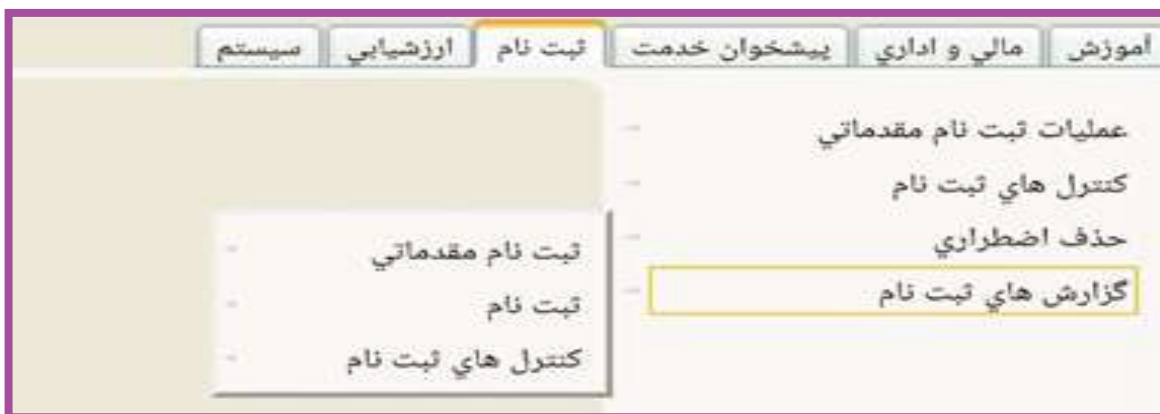 آموزش مالي و اداري پيشخوان خدمت ثبت نام ارزشيابي سيستم
عمليات ثبت نام مقدماتي
كنترل هاي ثبت نام
حذف اضطراري
گزارش هاي ثبت نام
ثبت نام مقدماتي
ثبت نام
كنترل هاي ثبت نام